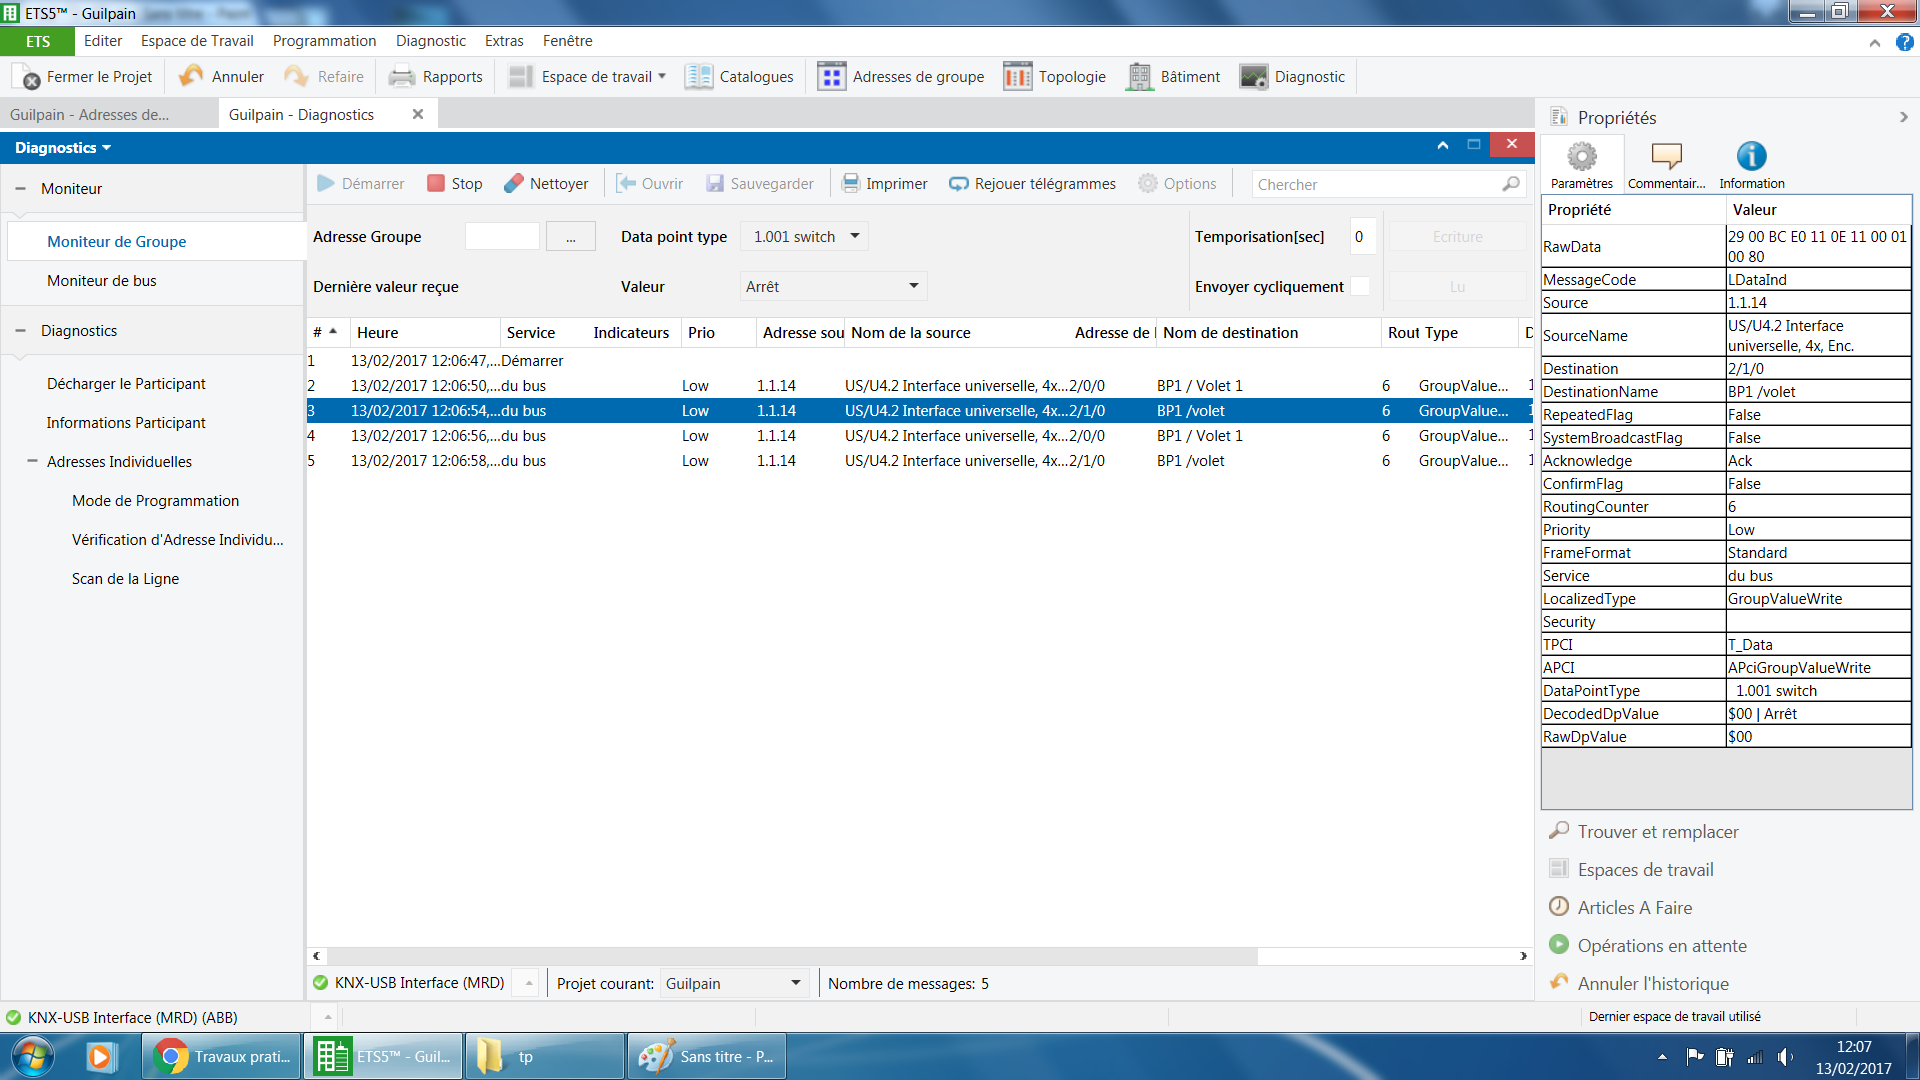 ETS5™ - Guilpain
ETS Editer Espace de Travail Programmation Diagnostic Extras Fenêtre
Fermer le Projet Annuler Refaire Rapports Espace de travail Catalogues Adresses de groupe Topologie Bâtiment Diagnostic
Guilpain - Adresses de... Guilpain - Diagnostics
Diagnostics
Moniteur
Moniteur de Groupe
Moniteur de bus
Diagnostics
Décharger le Participant
Informations Participant
Adresses Individuelles
Mode de Programmation
Vérification d'Adresse Individu...
Scan de la Ligne
Démarrer Stop Nettoyer Ouvrir Sauvegarder Imprimer Rejouer télégrammes Options Chercher
Adresse Groupe ... Data point type 1.001 switch Temporisation[sec] 0 Ecriture
Dernière valeur reçue Valeur Arrêt Envoyer cycliquement Lu
# Heure Service Indicateurs Prio Adresse sou Nom de la source Adresse de Nom de destination Rout Type D
1 13/02/2017 12:06:47,... Démarrer
2 13/02/2017 12:06:50,... du bus Low 1.1.14 US/U4.2 Interface universelle, 4x... 2/0/0 BP1 / Volet 1 6 GroupValue... 1
3 13/02/2017 12:06:54,... du bus Low 1.1.14 US/U4.2 Interface universelle, 4x... 2/1/0 BP1 /volet 6 GroupValue... 1
4 13/02/2017 12:06:56,... du bus Low 1.1.14 US/U4.2 Interface universelle, 4x... 2/0/0 BP1 / Volet 1 6 GroupValue... 1
5 13/02/2017 12:06:58,... du bus Low 1.1.14 US/U4.2 Interface universelle, 4x... 2/1/0 BP1 /volet 6 GroupValue... 1
KNX-USB Interface (MRD) Projet courant: Guilpain Nombre de messages: 5
Propriétés
Paramètres Commentair... Information
Propriété Valeur
RawData 29 00 BC E0 11 0E 11 00 01
00 80
MessageCode LDataInd
Source 1.1.14
SourceName US/U4.2 Interface
universelle, 4x, Enc.
Destination 2/1/0
DestinationName BP1 /volet
RepeatedFlag False
SystemBroadcastFlag False
Acknowledge Ack
ConfirmFlag False
RoutingCounter 6
Priority Low
FrameFormat Standard
Service du bus
LocalizedType GroupValueWrite
Security
TPCI T_Data
APCI APciGroupValueWrite
DataPointType 1.001 switch
DecodedDpValue $00 | Arrêt
RawDpValue $00
Trouver et remplacer
Espaces de travail
Articles A Faire
Opérations en attente
Annuler l'historique
KNX-USB Interface (MRD) (ABB) Dernier espace de travail utilisé
Travaux prati... ETS5™ - Guil... tp Sans titre - P... 12:07
13/02/2017